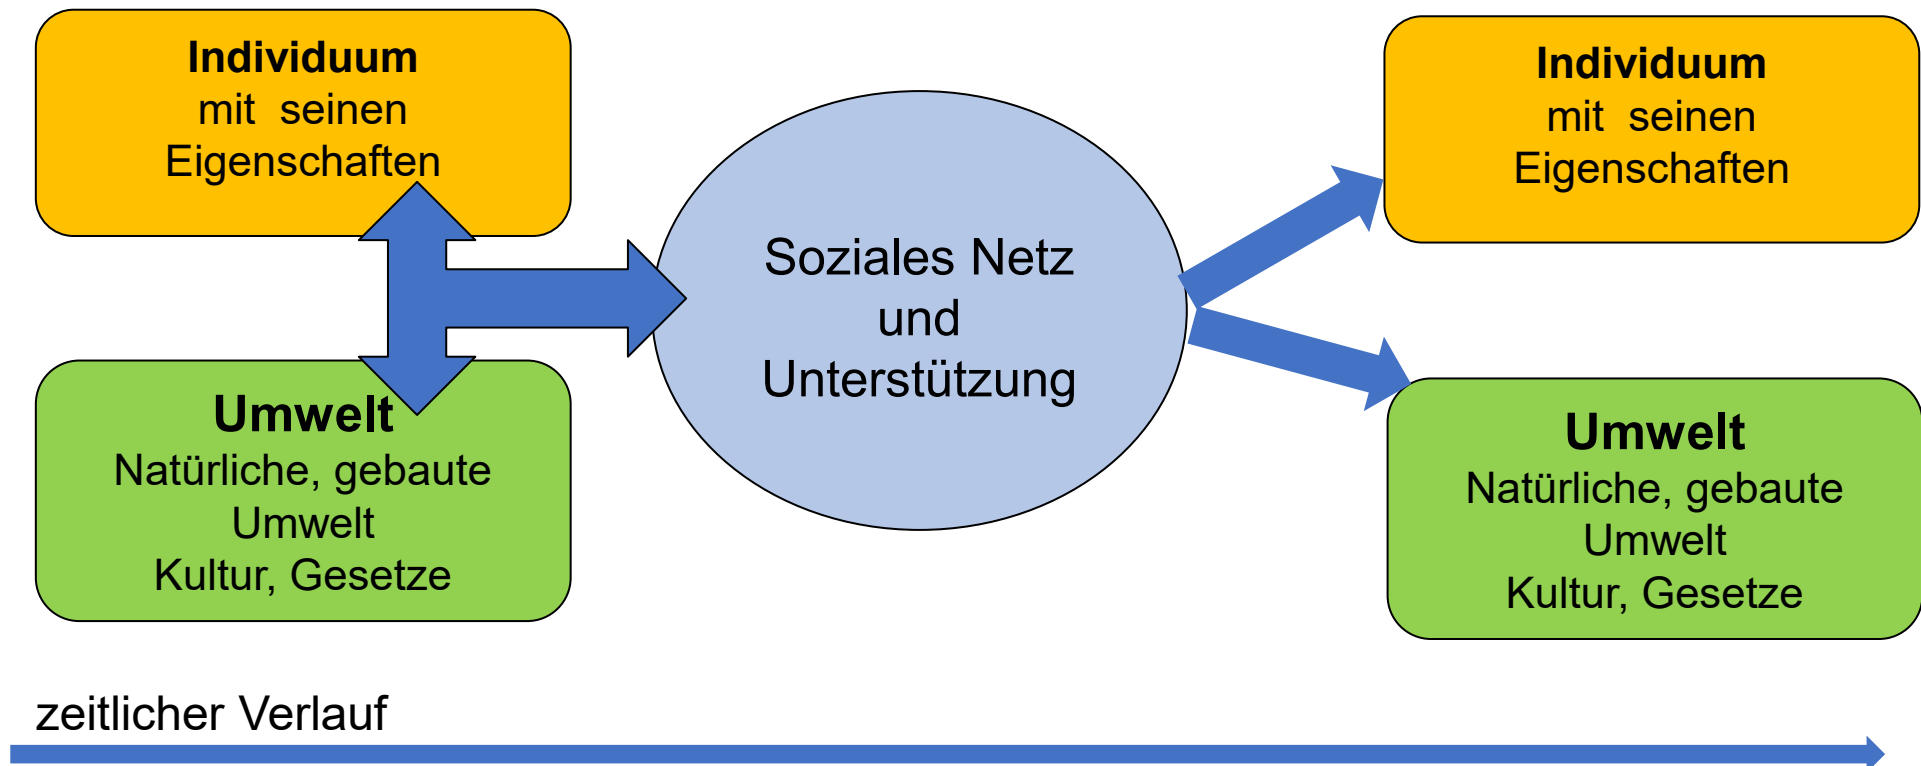 Individuum
mit seinen
Eigenschaften
Umwelt
Natürliche, gebaute
Umwelt
Kultur, Gesetze
Soziales Netz
und
Unterstützung
Individuum
mit seinen
Eigenschaften
Umwelt
Natürliche, gebaute
Umwelt
Kultur, Gesetze
zeitlicher Verlauf